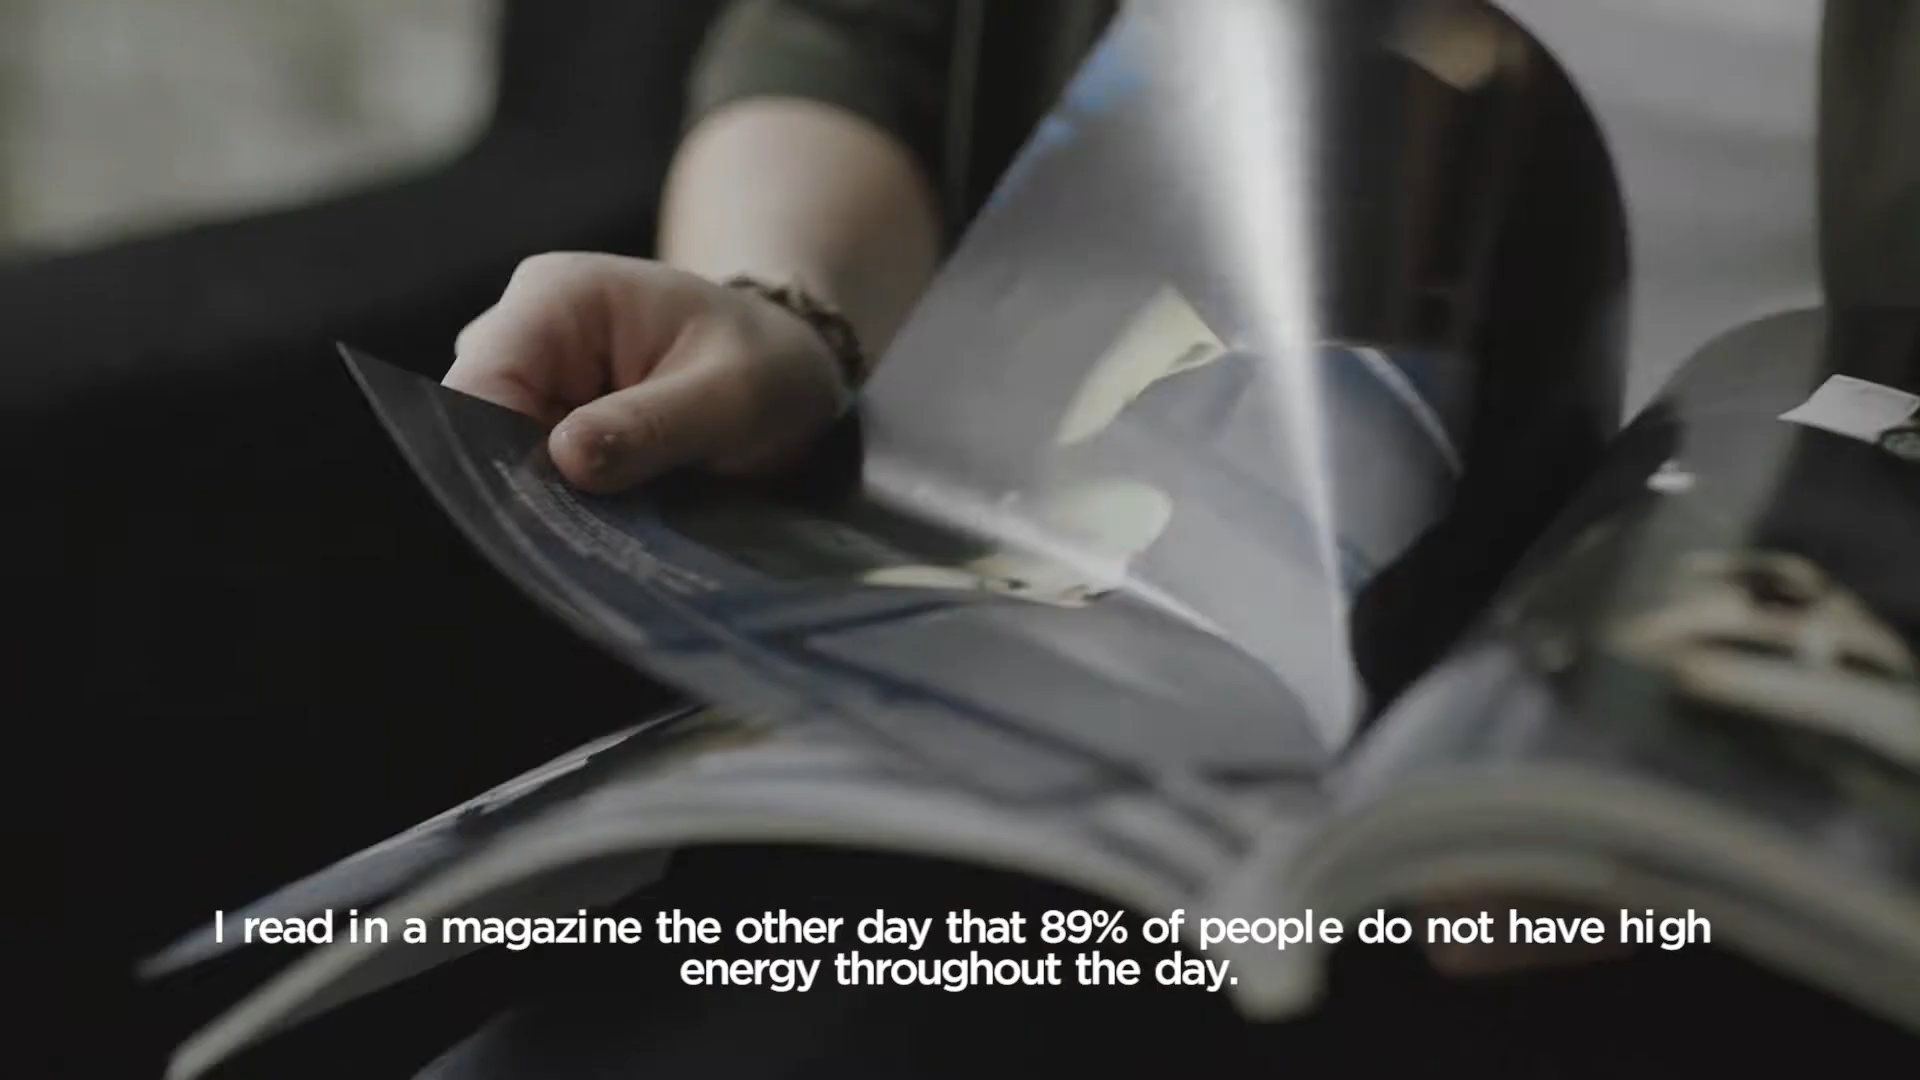 I read in a magazine the other day that 89% of people do not have high
energy throughout the day.